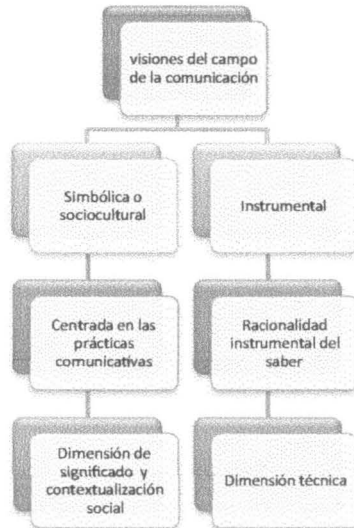 visiones del campo
de la comunicación
Simbólica o
sociocultural
Instrumental
Centrada en las
prácticas
comunicativas
Racionalidad
instrumental del
saber
Dimensión de
significado y
contextualización
social
Dimensión técnica